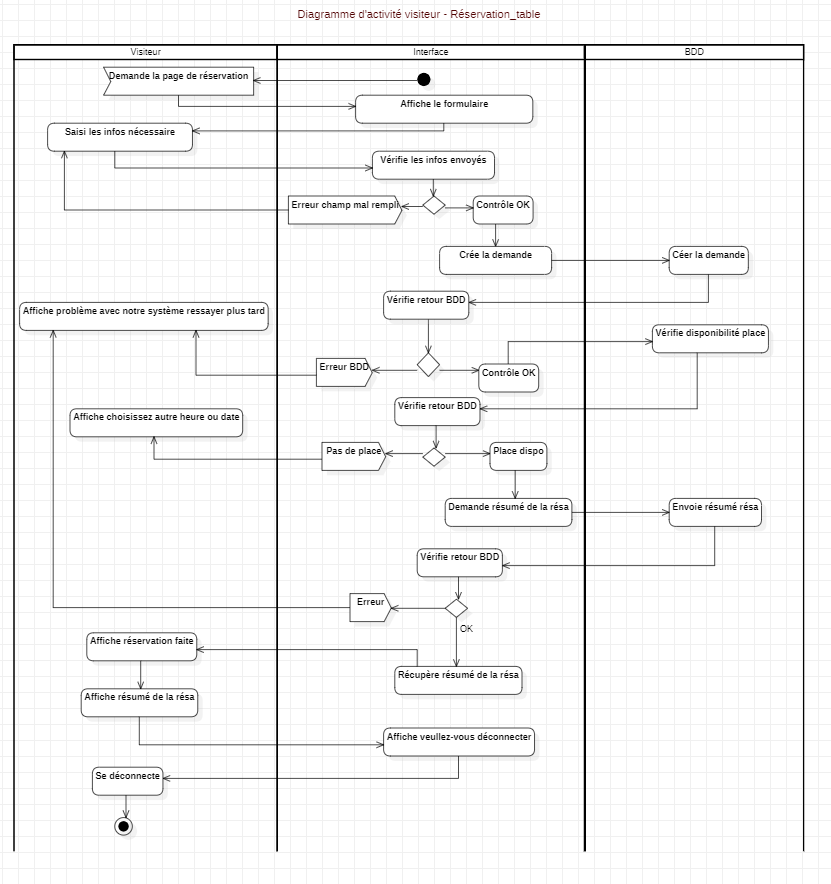 Diagramme d'activité visiteur - Réservation_table
Visiteur
Interface
BDD
Demande la page de réservation
Affiche le formulaire
Saisi les infos nécessaire
Vérifie les infos envoyés
Erreur champ mal rempli
Contrôle OK
Crée la demande
Céer la demande
Vérifie retour BDD
Affiche problème avec notre système ressayer plus tard
Vérifie disponibilité place
Erreur BDD
Contrôle OK
Vérifie retour BDD
Affiche choisissez autre heure ou date
Pas de place
Place dispo
Demande résumé de la résa
Envoie résumé résa
Vérifie retour BDD
Erreur
OK
Affiche réservation faite
Récupère résumé de la résa
Affiche résumé de la résa
Affiche veullez-vous déconnecter
Se déconnecte